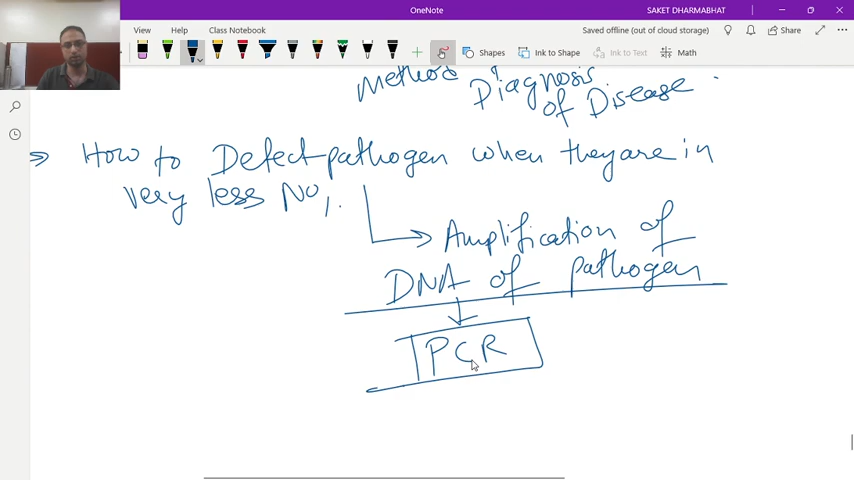 OneNote
SAKET DHARMABHAT
View Help Class Notebook
Saved offline (out of cloud storage)
Share
Shapes
Ink to Shape
Ink to Text
Math
Method Diagnosis
of Disease.
⇒ How to Detect pathogen when they are in
very less No,.
Amplification of
DNA of pathogen
PCR